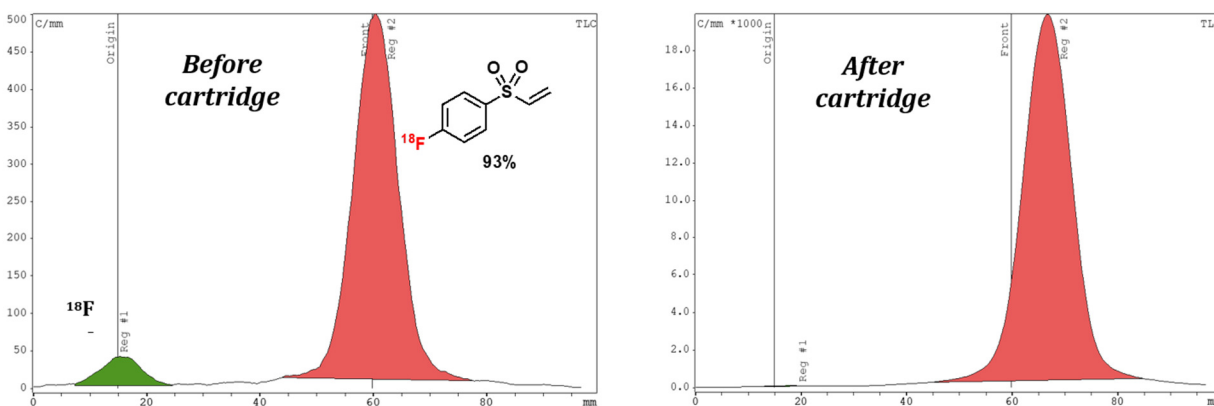 500
C/mm
TLC
Origin
Front
Reg #2
450
400
350
300
250
200
150
100
50
0
Before
cartridge
O O
S
18F
93%
18F
–
Reg #1
0
20
40
60
80
mm
C/mm *1000
TL
Origin
Front
Reg #2
18.0
16.0
14.0
12.0
10.0
8.0
6.0
4.0
2.0
0.0
After
cartridge
Reg #1
0
20
40
60
80
m